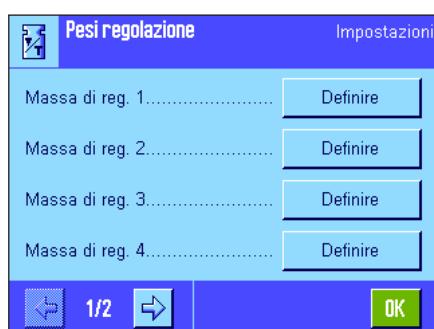 Pesi regolazione Impostazioni
Massa di reg. 1........................ Definire
Massa di reg. 2........................ Definire
Massa di reg. 3........................ Definire
Massa di reg. 4........................ Definire
1/2 OK